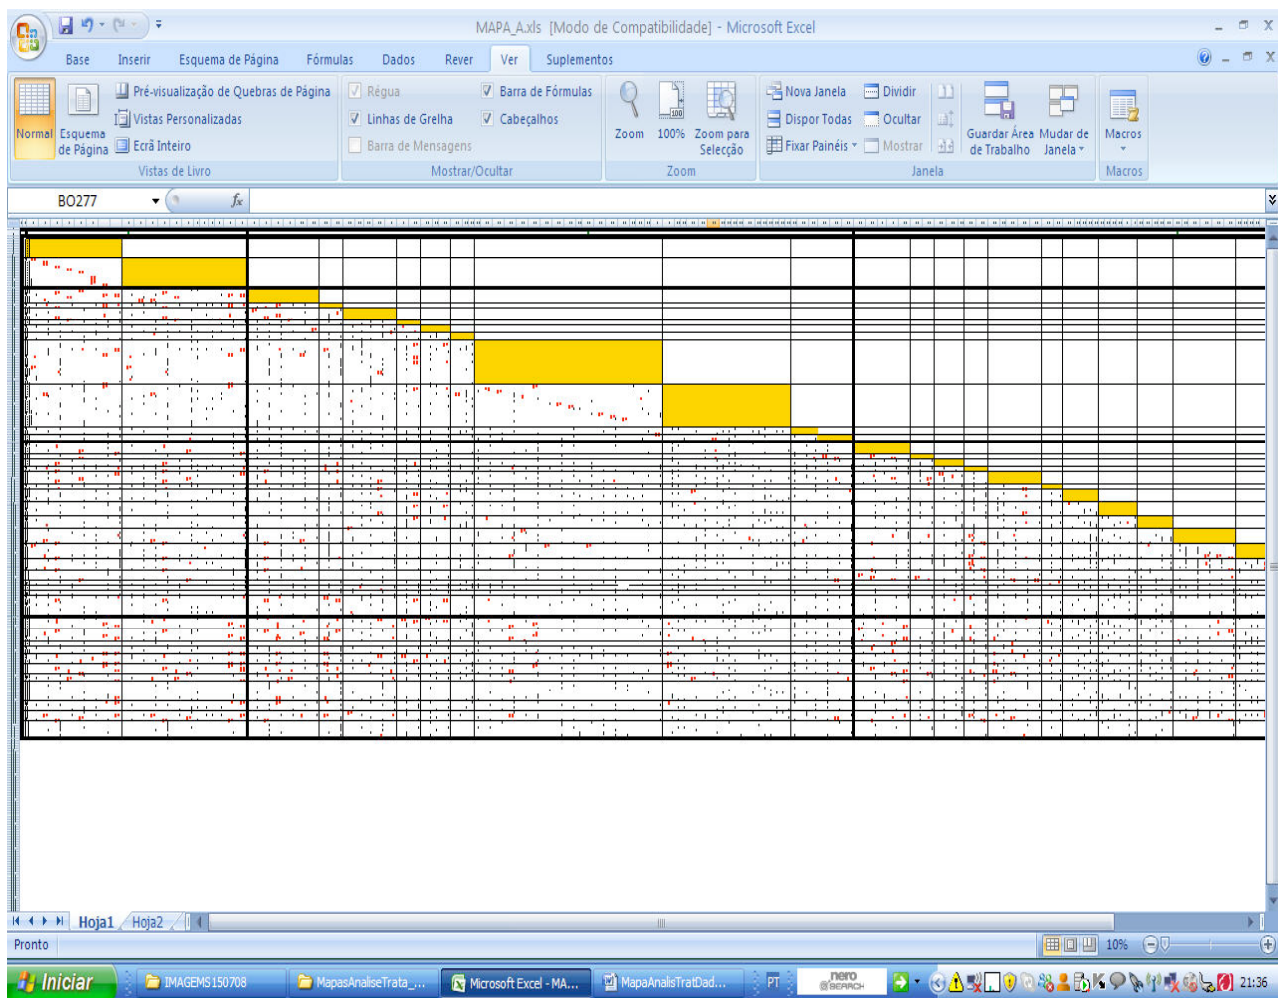 MAPA_A.xls [Modo de Compatibilidade] - Microsoft Excel
Base Inserir Esquema de Página Fórmulas Dados Rever Ver Suplementos
Normal
Esquema de Página
Pré-visualização de Quebras de Página
Vistas Personalizadas
Ecrã Inteiro
Vistas de Livro
Régua
Linhas de Grelha
Barra de Mensagens
Barra de Fórmulas
Cabeçalhos
Mostrar/Ocultar
Zoom
100%
Zoom para Selecção
Zoom
Nova Janela
Dispor Todas
Fixar Painéis
Dividir
Ocultar
Mostrar
Guardar Área de Trabalho
Mudar de Janela
Janela
Macros
Macros
BO277
fx
Hoja1 Hoja2
Pronto
10%
Iniciar
IMAGEMS150708
MapasAnaliseTrata_...
Microsoft Excel - MA...
MapaAnalisTratDad...
PT
nero
SEARCH
21:36